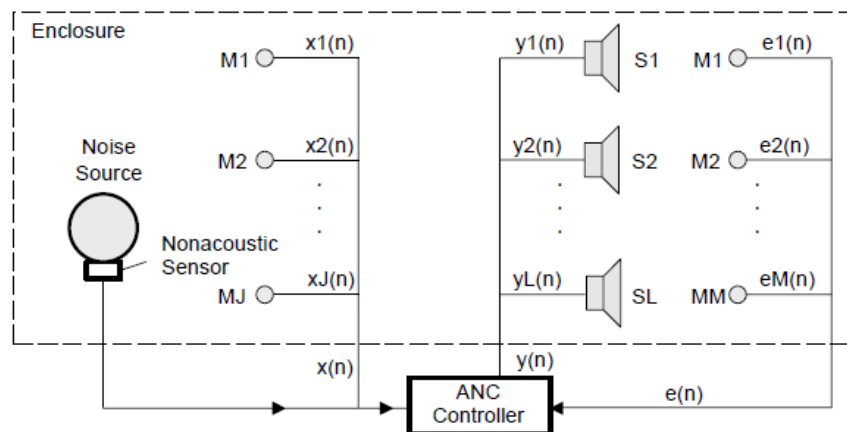 Enclosure
M1
x1(n)
y1(n)
S1
M1
e1(n)
Noise
Source
M2
x2(n)
y2(n)
S2
M2
e2(n)
Nonacoustic
Sensor
MJ
xJ(n)
yL(n)
SL
MM
eM(n)
x(n)
y(n)
ANC
Controller
e(n)